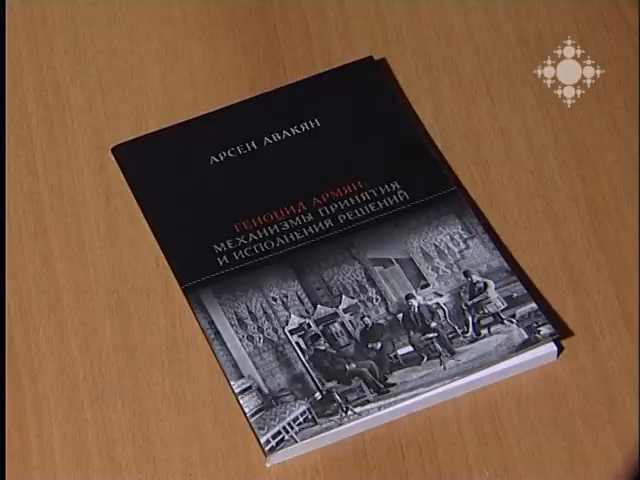 АРСЕН АВАКЯН
ГЕНОЦИД АРМЯН:
МЕХАНИЗМЫ ПРИНЯТИЯ
И ИСПОЛНЕНИЯ РЕШЕНИЙ